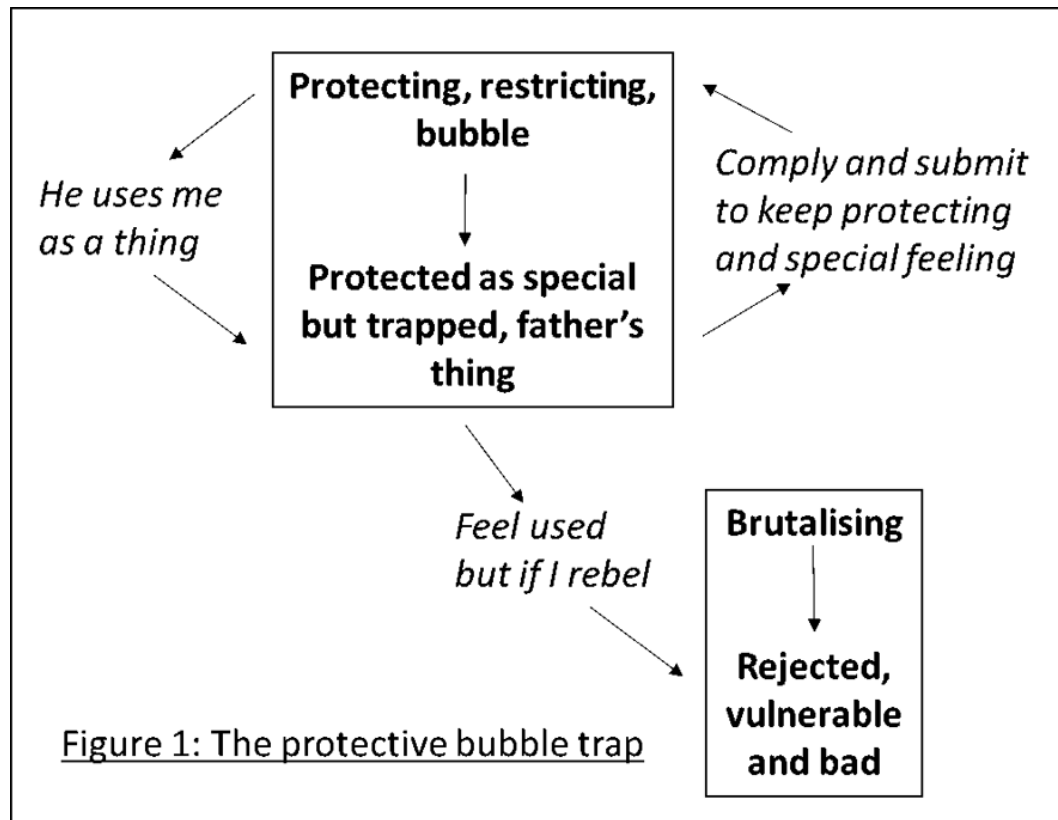 Protecting, restricting,
bubble
He uses me
as a thing
Comply and submit
to keep protecting
and special feeling
Protected as special
but trapped, father’s
thing
Feel used
but if I rebel
Brutalising
Rejected,
vulnerable
and bad
Figure 1: The protective bubble trap